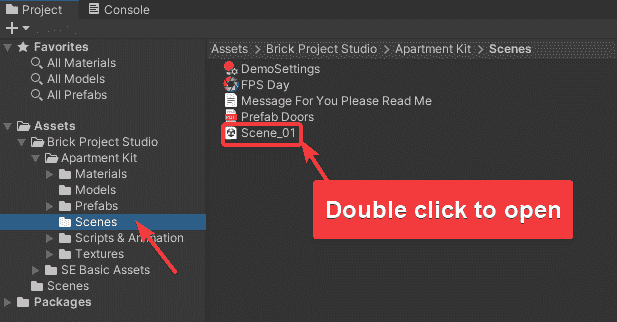 Project
Console
Favorites
All Materials
All Models
All Prefabs
Assets
Brick Project Studio
Apartment Kit
Materials
Models
Prefabs
Scenes
Scripts & Animation
Textures
SE Basic Assets
Scenes
Packages
Assets > Brick Project Studio > Apartment Kit > Scenes
DemoSettings
FPS Day
Message For You Please Read Me
Prefab Doors
Scene_01
Double click to open